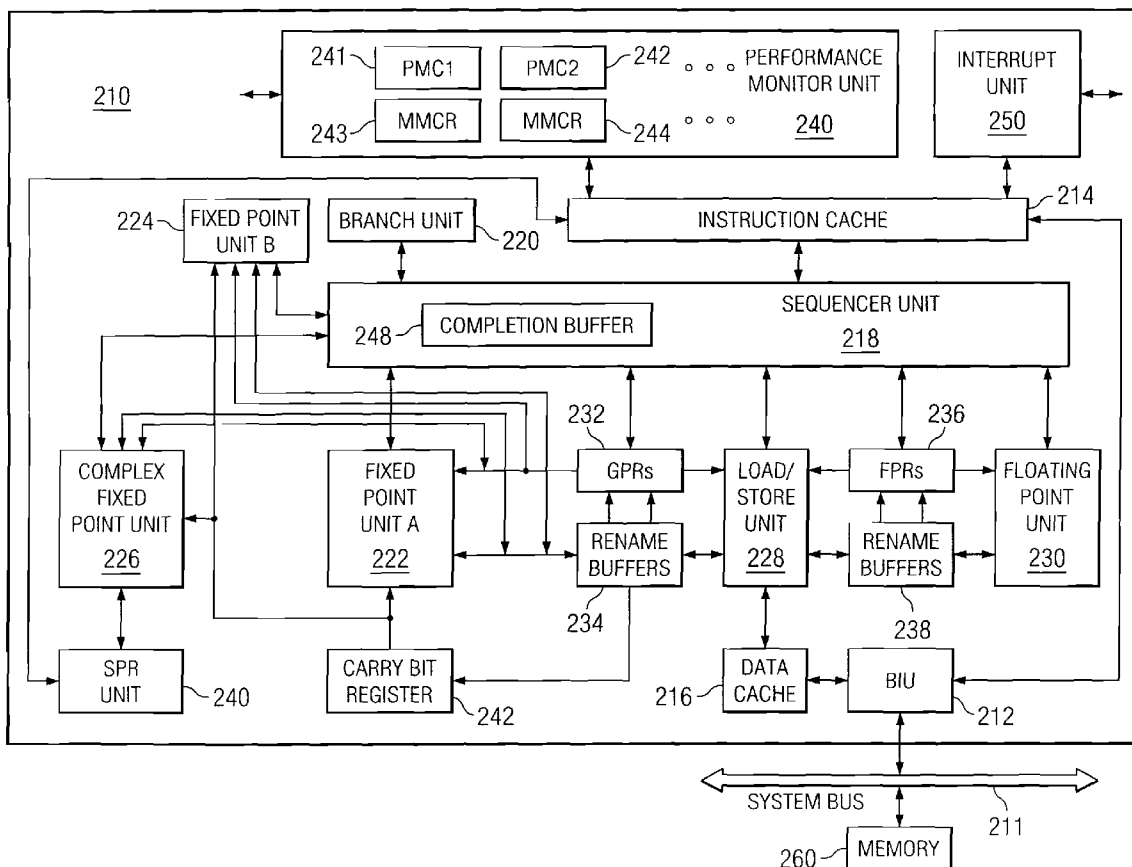 241
PMC1
PMC2
242
PERFORMANCE
MONITOR UNIT
240
243
MMCR
MMCR
244
INTERRUPT
UNIT
250
210
214
224
FIXED POINT
UNIT B
BRANCH UNIT
220
INSTRUCTION CACHE
SEQUENCER UNIT
218
248
COMPLETION BUFFER
232
236
COMPLEX
FIXED
POINT UNIT
226
FIXED
POINT
UNIT A
222
GPRs
LOAD/
STORE
UNIT
228
FPRs
FLOATING
POINT
UNIT
230
RENAME
BUFFERS
234
RENAME
BUFFERS
238
SPR
UNIT
240
CARRY BIT
REGISTER
242
216
DATA
CACHE
BIU
212
SYSTEM BUS
211
260
MEMORY